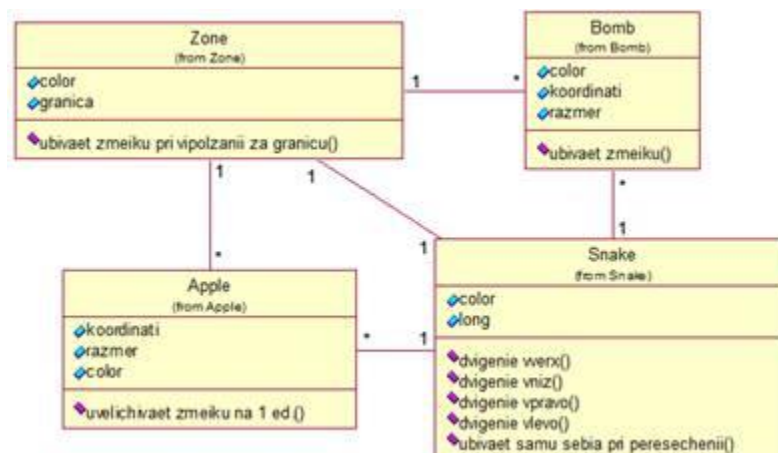 Zone
(from Zone)
color
granica
ubivaet zmeiku pri vipolzanii za granicu()
Bomb
(from Bomb)
color
koordinati
razmer
ubivaet zmeiku()
1
*
1
1
*
1
*
1
Apple
(from Apple)
koordinati
razmer
color
uvelichivaet zmeiku na 1 ed.()
*
1
Snake
(from Snake)
color
long
dvigenie vverx()
dvigenie vniz()
dvigenie vpravo()
dvigenie vlevo()
ubivaet samu sebia pri peresechenii()